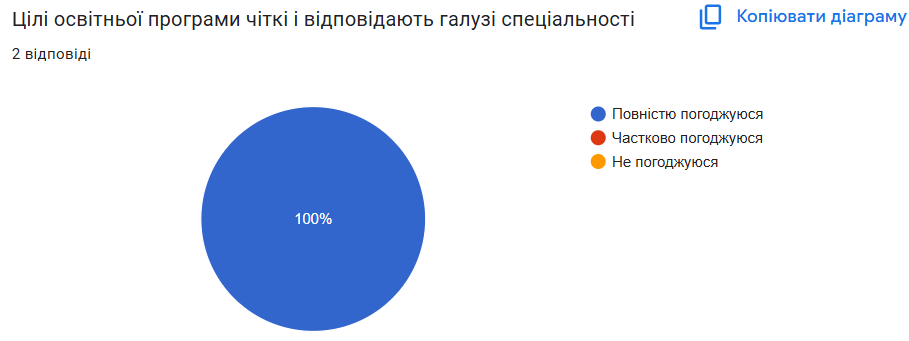 Цілі освітньої програми чіткі і відповідають галузі спеціальності
Копіювати діаграму
2 відповіді
Повністю погоджуюся
Частково погоджуюся
Не погоджуюся
100%